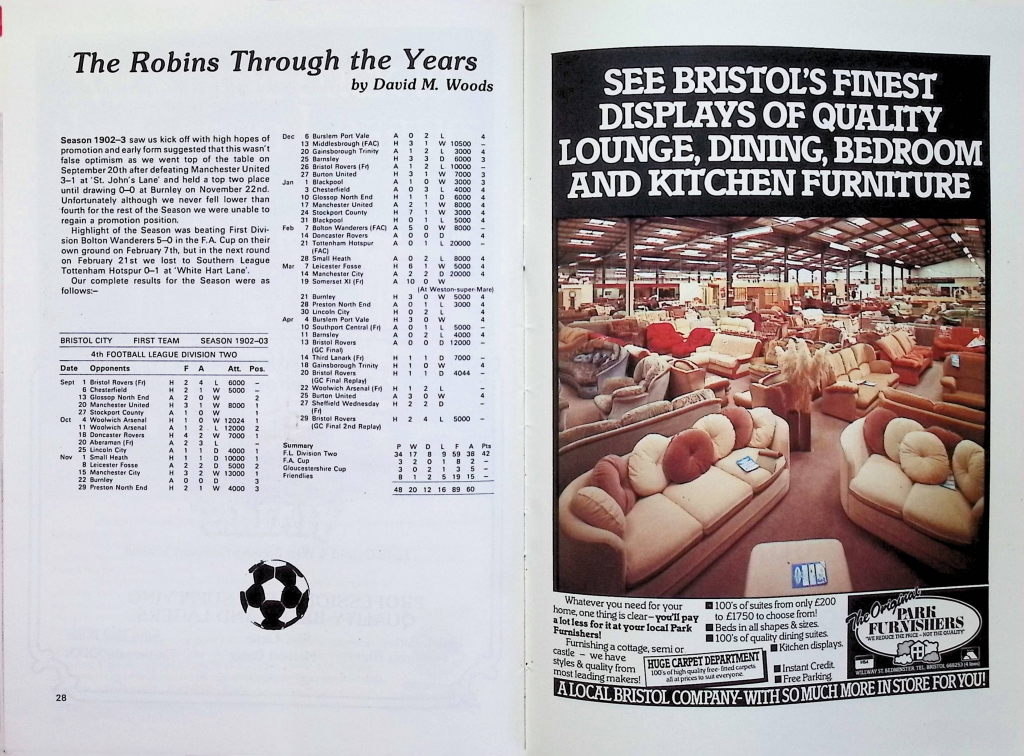 The Robins Through the Years
by David M. Woods
Season 1902–3 saw us kick off with high hopes of
promotion and early form suggested that this wasn't
false optimism as we went top of the table on
September 20th after defeating Manchester United
3–1 at 'St. John's Lane' and held a top two place
until drawing 0–0 at Burnley on November 22nd.
Unfortunately although we never fell lower than
fourth for the rest of the Season we were unable to
regain a promotion position.
Highlight of the Season was beating First Divi-
sion Bolton Wanderers 5–0 in the F.A. Cup on their
own ground on February 7th, but in the next round
on February 21st we lost to Southern League
Tottenham Hotspur 0–1 at 'White Hart Lane'.
Our complete results for the Season were as
follows:–
BRISTOL CITY FIRST TEAM SEASON 1902–03
4th FOOTBALL LEAGUE DIVISION TWO
Date Opponents F A Att. Pos.
Sept 1 Bristol Rovers (Fr) H 2 4 L 6000 –
6 Chesterfield H 2 1 W 5000 –
13 Glossop North End A 2 0 W 2
20 Manchester United H 3 1 W 8000 1
27 Stockport County A 1 0 W 1
Oct 4 Woolwich Arsenal H 1 0 W 12024 1
11 Woolwich Arsenal A 1 2 L 12000 2
18 Doncaster Rovers H 4 2 W 7000 1
20 Aberaman (Fr) A 2 3 L –
25 Lincoln City A 1 1 D 4000 1
Nov 1 Small Heath H 1 1 D 10000 1
8 Leicester Fosse A 2 2 D 5000 2
15 Manchester City H 3 2 W 13000 1
22 Burnley A 0 0 D 3
29 Preston North End H 2 1 W 4000 3
Dec 6 Burslem Port Vale A 0 2 L 4
13 Middlesbrough (FAC) H 3 1 W 10500 –
20 Gainsborough Trinity A 1 2 L 3000 4
25 Barnsley H 3 3 D 6000 3
26 Bristol Rovers (Fr) A 1 2 L 10000 –
27 Burton United H 3 1 W 7000 3
Jan 1 Blackpool A 1 0 W 3000 3
3 Chesterfield A 0 3 L 4000 4
10 Glossop North End H 1 1 D 6000 4
17 Manchester United A 2 1 W 8000 4
24 Stockport County H 7 1 W 3000 4
31 Blackpool H 0 1 L 5000 4
Feb 7 Bolton Wanderers (FAC) A 5 0 W 8000 –
14 Doncaster Rovers A 0 0 D 4
21 Tottenham Hotspur A 0 1 L 20000 –
(FAC)
28 Small Heath A 0 2 L 8000 4
Mar 7 Leicester Fosse H 6 1 W 5000 4
14 Manchester City A 2 2 D 20000 4
19 Somerset XI (Fr) A 10 0 W
(At Weston-super-Mare)
21 Burnley H 3 0 W 5000 4
28 Preston North End A 0 1 L 3000 4
30 Lincoln City H 0 2 L 4
Apr 4 Burslem Port Vale H 3 0 W 4
10 Southport Central (Fr) A 0 1 L 5000 –
11 Barnsley A 0 2 L 4000 4
13 Bristol Rovers A 0 0 D 12000 –
(GC Final)
14 Third Lanark (Fr) H 1 1 D 7000 –
18 Gainsborough Trinity H 1 0 W 4
20 Bristol Rovers H 1 1 D 4044 –
(GC Final Replay)
22 Woolwich Arsenal (Fr) H 1 2 L –
25 Burton United A 3 0 W 4
27 Sheffield Wednesday H 2 2 D –
(Fr)
29 Bristol Rovers H 2 4 L 5000 –
(GC Final 2nd Replay)
Summary P W D L F A Pts
F.L. Division Two 34 17 8 9 59 38 42
F.A. Cup 3 2 0 1 8 2 –
Gloucestershire Cup 3 0 2 1 3 5 –
Friendlies 8 1 2 5 19 15 –
48 20 12 16 89 60
28
SEE BRISTOL'S FINEST
DISPLAYS OF QUALITY
LOUNGE, DINING, BEDROOM
AND KITCHEN FURNITURE
Whatever you need for your
home, one thing is clear – you'll pay
a lot less for it at your local Park
Furnishers!
Furnishing a cottage, semi or
castle – we have
styles & quality from
most leading makers!
HUGE CARPET DEPARTMENT
100's of high quality free-fitted carpets
all at prices to suit everyone.
100's of suites from only £200
to £1750 to choose from!
Beds in all shapes & sizes.
100's of quality dining suites.
Kitchen displays.
Instant Credit.
Free Parking.
The Original
PARK
FURNISHERS
"WE REDUCE THE PRICE – NOT THE QUALITY"
WILLWAY ST. BEDMINSTER TEL. BRISTOL 669253 (4 lines)
A LOCAL BRISTOL COMPANY–WITH SO MUCH MORE IN STORE FOR YOU!